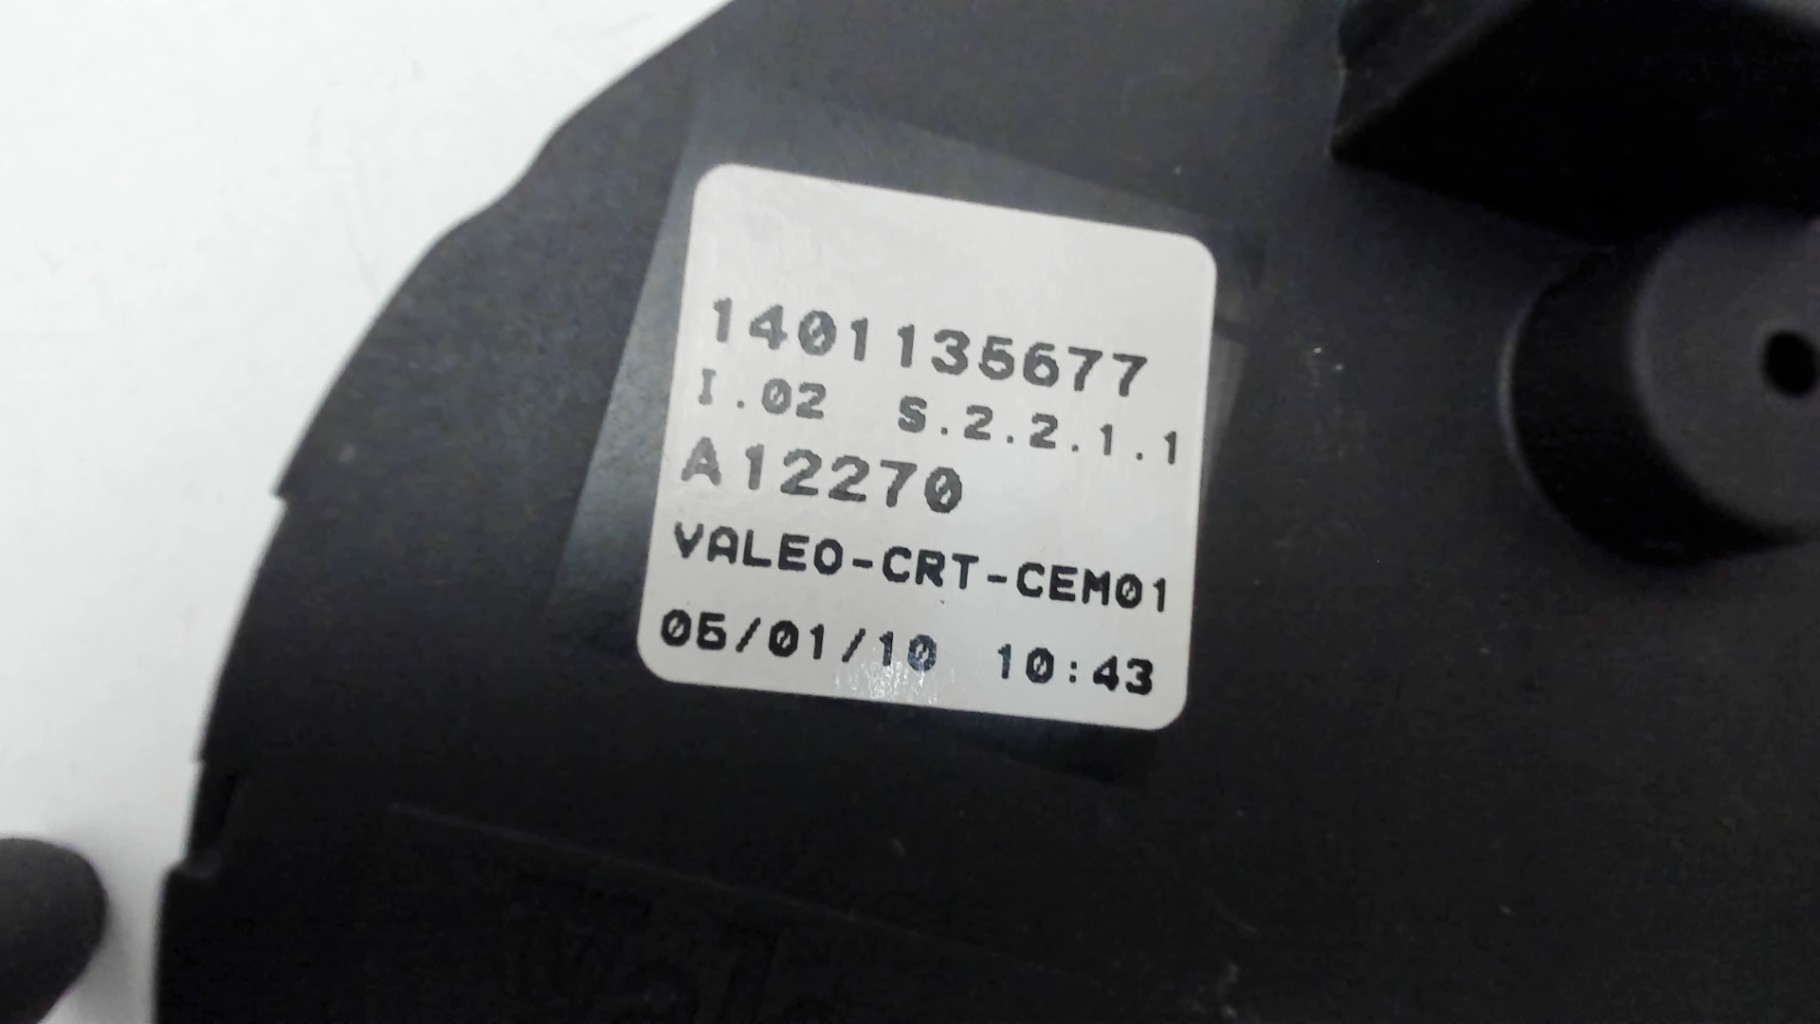 1401135677
I.02 S.2.2.1.1
A12270
VALEO-CRT-CEM01
05/01/10 10:43